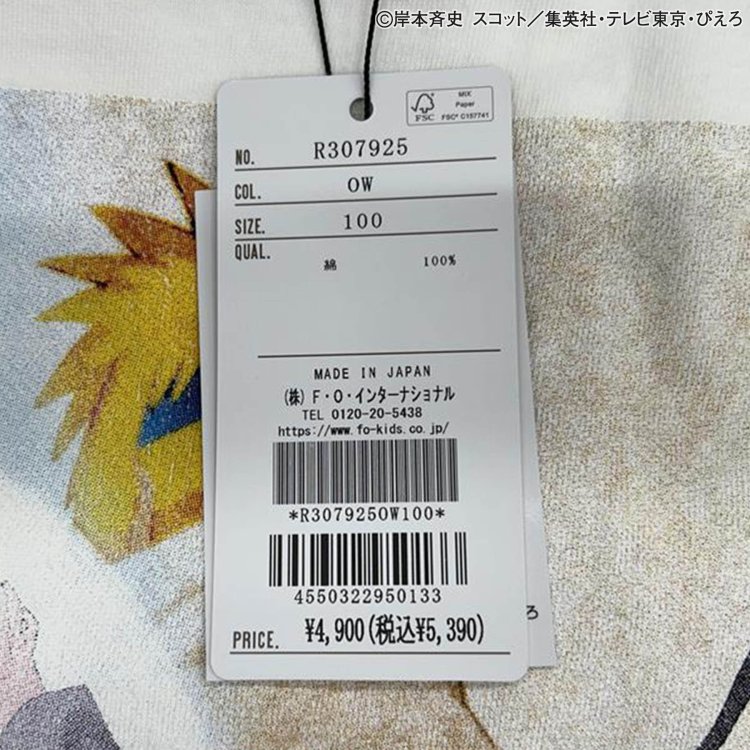 ©岸本斉史 スコット／集英社・テレビ東京・ぴえろ
FSC
MIX
Paper
FSC® C157741
NO. R307925
COL. OW
SIZE. 100
QUAL.
綿 100%
MADE IN JAPAN
(株) F・O・インターナショナル
TEL 0120-20-5438
https://www.fo-kids.co.jp/
*R307925OW100*
4550322950133
PRICE. ¥4,900(税込¥5,390)
ろ